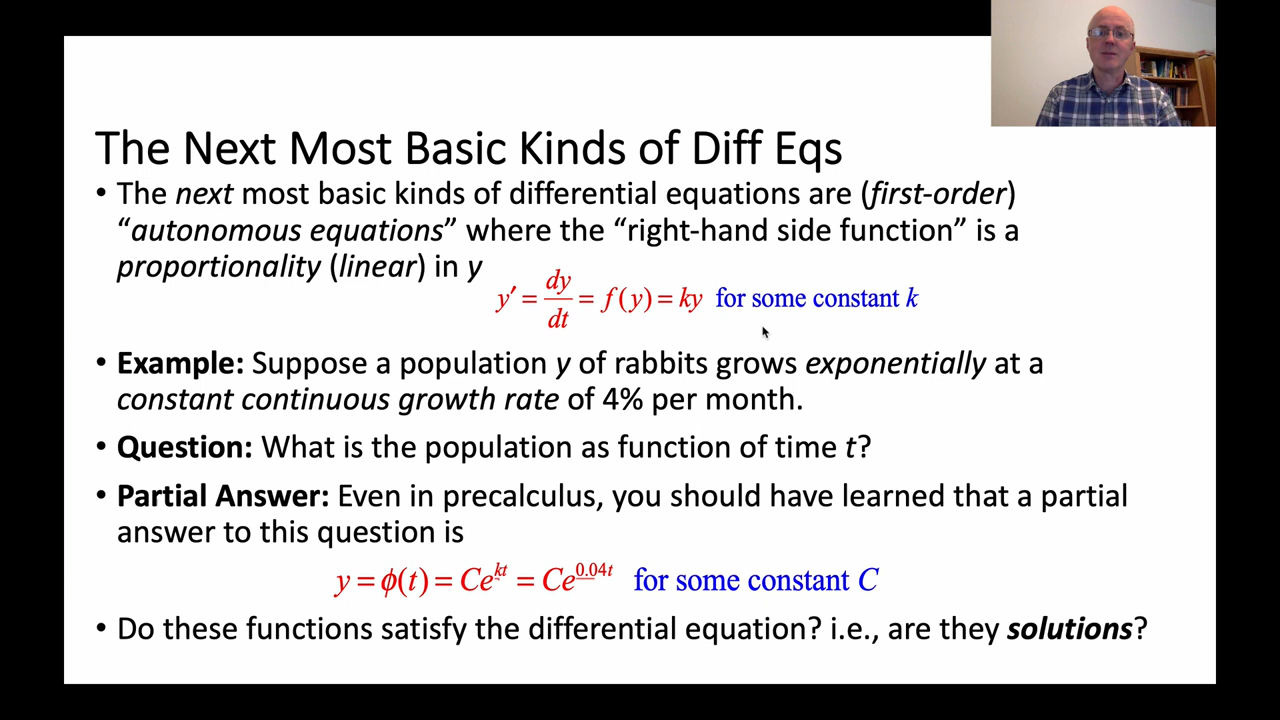 The Next Most Basic Kinds of Diff Eqs
• The next most basic kinds of differential equations are (first-order)
“autonomous equations” where the “right-hand side function” is a
proportionality (linear) in y
y′ = dy/dt = f(y) = ky for some constant k
• Example: Suppose a population y of rabbits grows exponentially at a
constant continuous growth rate of 4% per month.
• Question: What is the population as function of time t?
• Partial Answer: Even in precalculus, you should have learned that a partial
answer to this question is
y = ϕ(t) = Ce^{kt} = Ce^{0.04t} for some constant C
• Do these functions satisfy the differential equation? i.e., are they solutions?